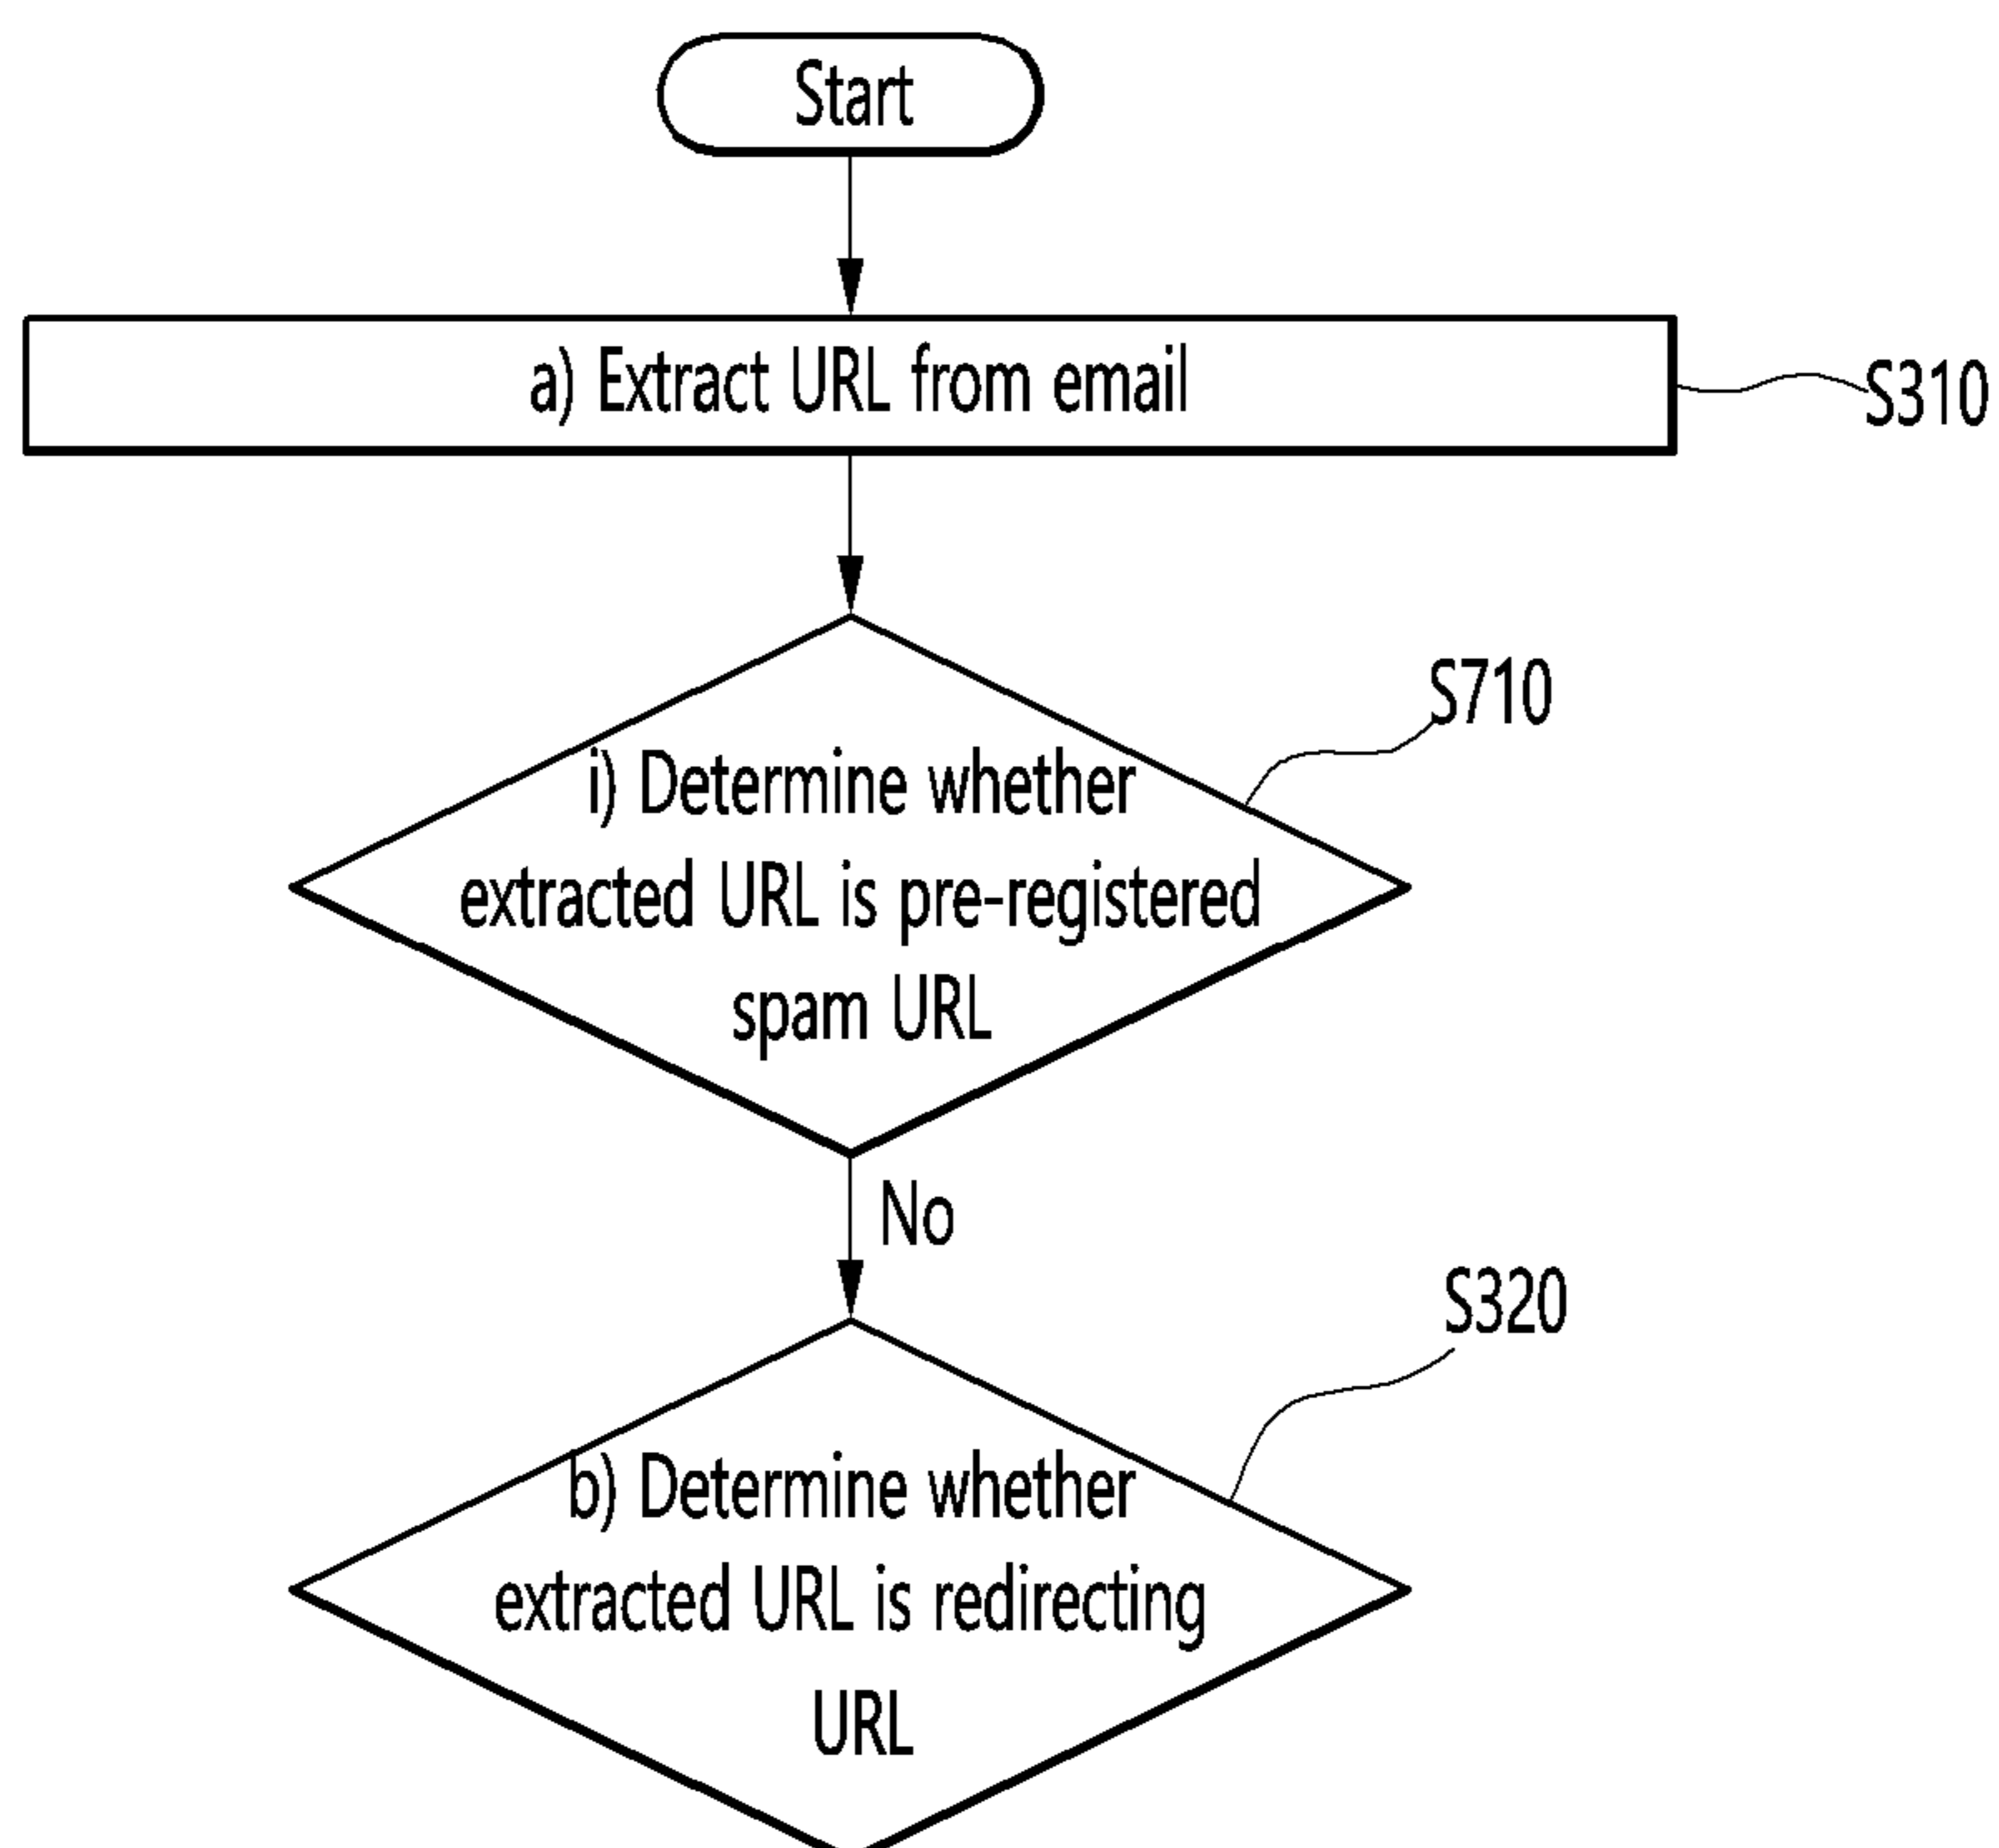 Start
a) Extract URL from email
S310
S710
i) Determine whether
extracted URL is pre-registered
spam URL
No
S320
b) Determine whether
extracted URL is redirecting
URL